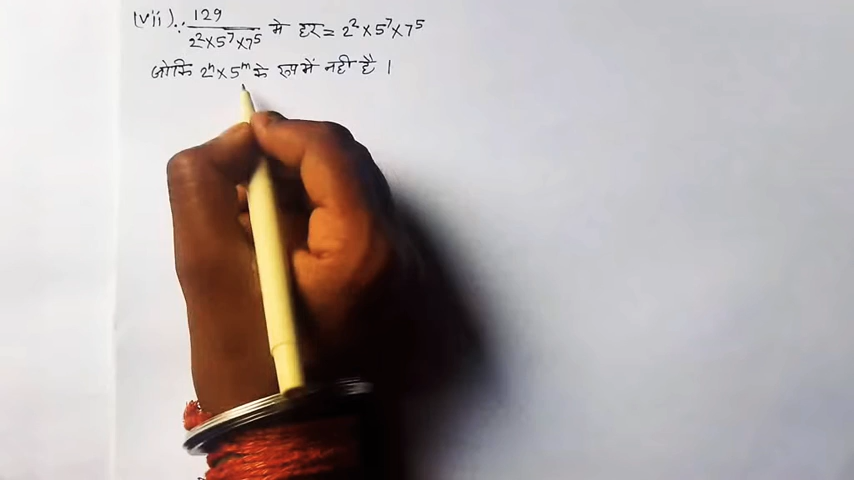 (vii) ∵ 129/2²×5⁷×7⁵ मे हर = 2²×5⁷×7⁵
जोकि 2ⁿ×5ᵐ के रूप में नही है ।